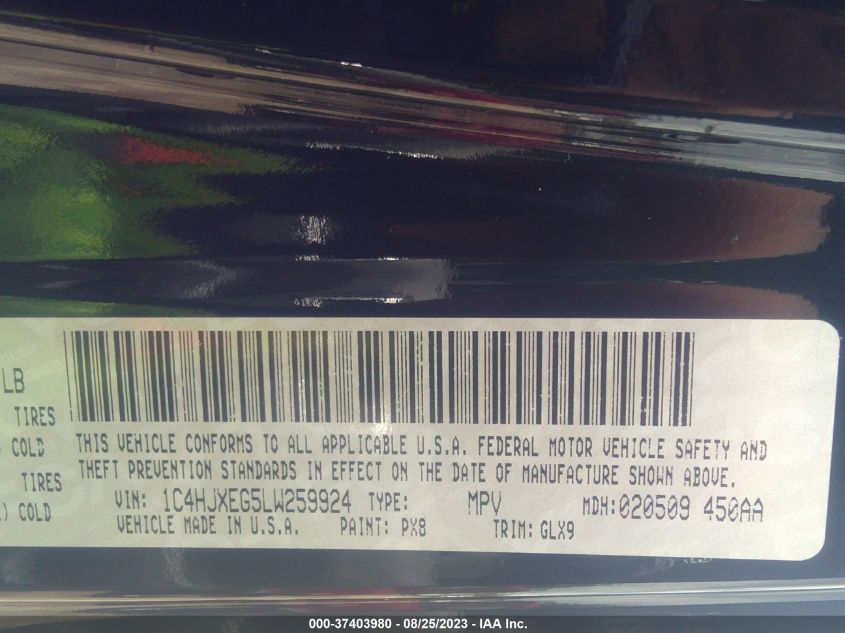 LB
TIRES
COLD
TIRES
) COLD
THIS VEHICLE CONFORMS TO ALL APPLICABLE U.S.A. FEDERAL MOTOR VEHICLE SAFETY AND
THEFT PREVENTION STANDARDS IN EFFECT ON THE DATE OF MANUFACTURE SHOWN ABOVE.
VIN: 1C4HJXEG5LW259924 TYPE: MPV MDH:020509 450AA
VEHICLE MADE IN U.S.A. PAINT: PX8 TRIM: GLX9
000-37403980 - 08/25/2023 - IAA Inc.